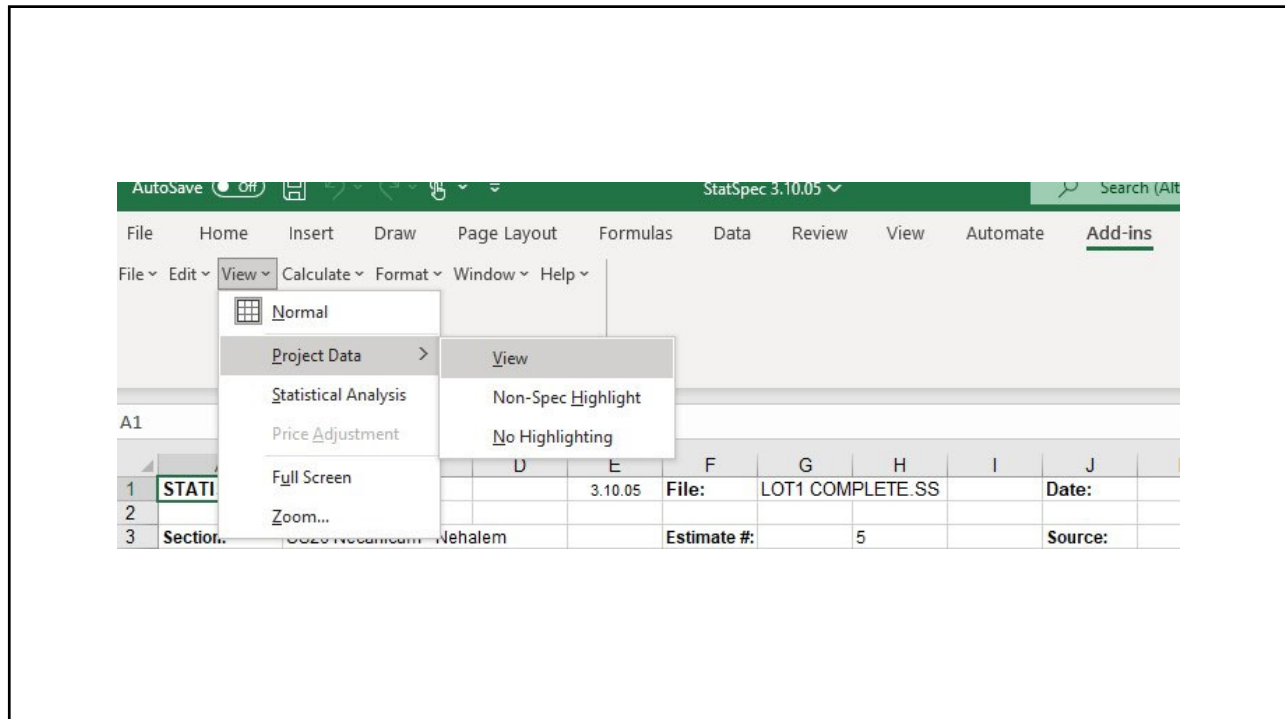 AutoSave Off StatSpec 3.10.05 Search (Alt
File Home Insert Draw Page Layout Formulas Data Review View Automate Add-ins
File Edit View Calculate Format Window Help
Normal
Project Data
View
Statistical Analysis
Non-Spec Highlight
Price Adjustment
No Highlighting
Full Screen
Zoom...
A1
D E F G H I J
1 STATI 3.10.05 File: LOT1 COMPLETE.SS Date:
2
3 Section: Nehalem Estimate #: 5 Source: